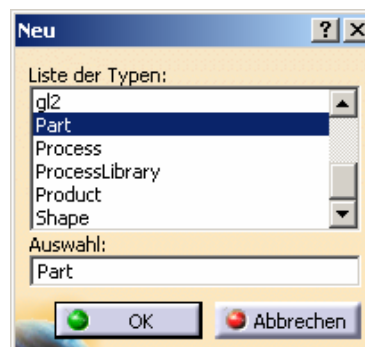 Neu
Liste der Typen:
gl2
Part
Process
ProcessLibrary
Product
Shape
Auswahl:
Part
OK Abbrechen